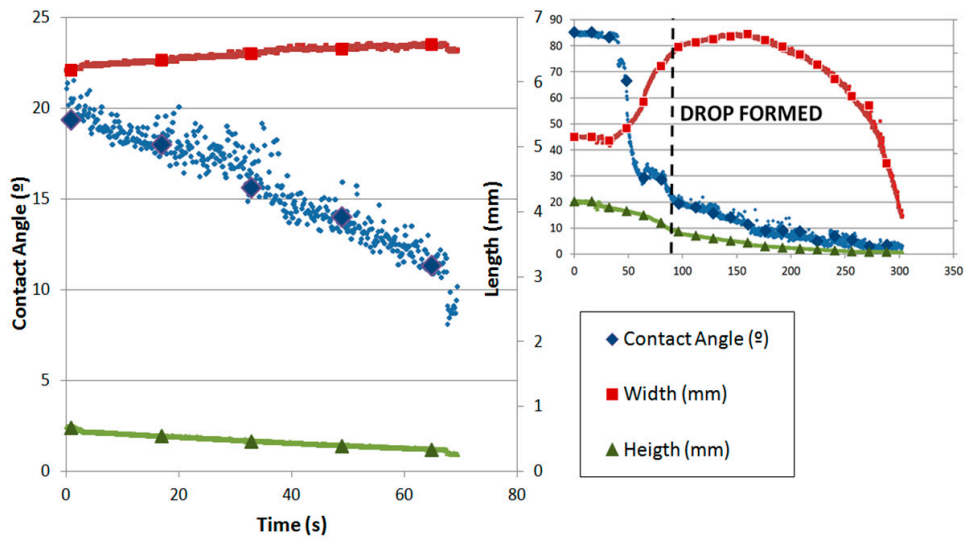 25
20
15
10
5
0
Contact Angle (º)
0 20 40 60 80
Time (s)
7
6
5
4
3
2
1
0
Length (mm)
90
80
70
60
50
40
30
20
10
0
0 50 100 150 200 250 300 350
DROP FORMED
Contact Angle (º)
Width (mm)
Heigth (mm)